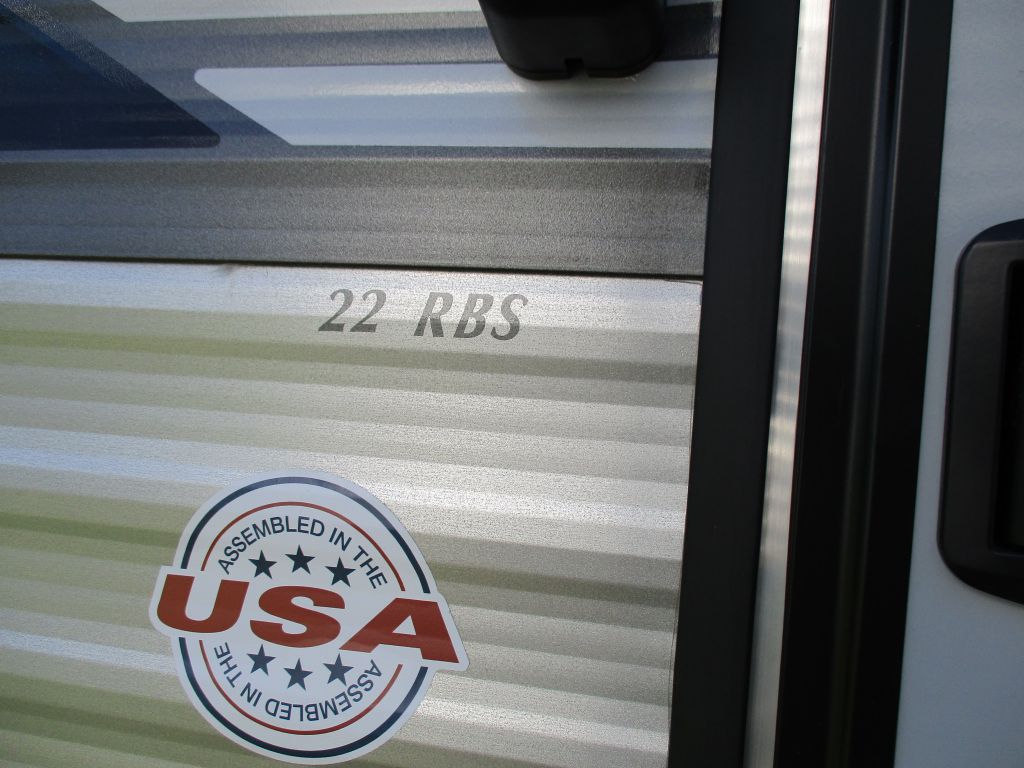 22 RBS
ASSEMBLED IN THE
USA
ASSEMBLED IN THE